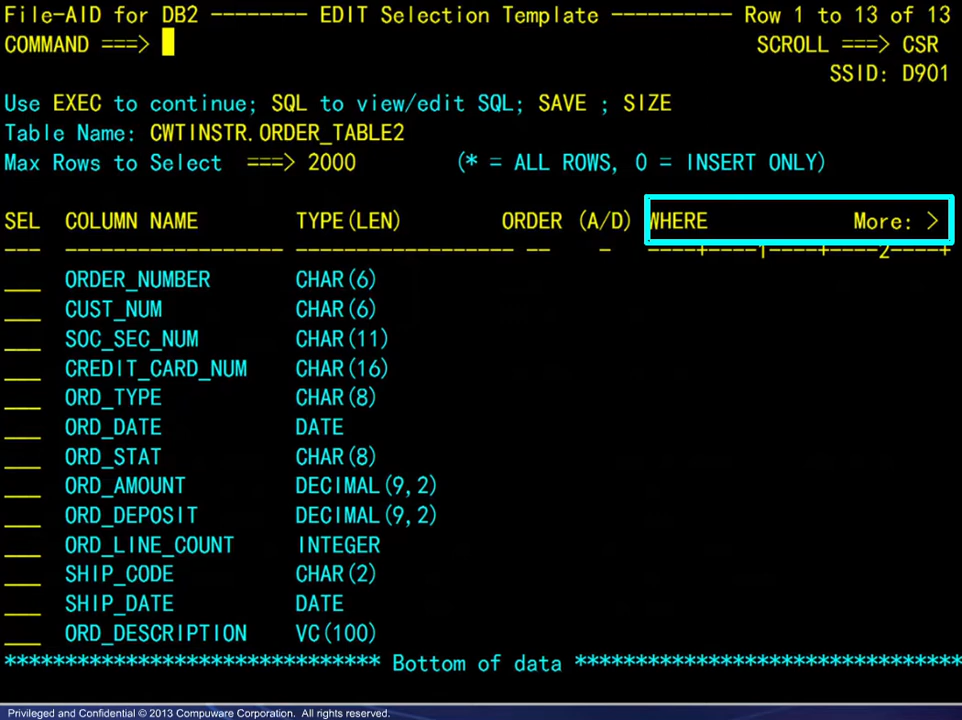 File-AID for DB2 -------- EDIT Selection Template ---------- Row 1 to 13 of 13
COMMAND ===> SCROLL ===> CSR
SSID: D901
Use EXEC to continue; SQL to view/edit SQL; SAVE ; SIZE
Table Name: CWTINSTR.ORDER_TABLE2
Max Rows to Select ===> 2000 (* = ALL ROWS, 0 = INSERT ONLY)
SEL COLUMN NAME TYPE(LEN) ORDER (A/D) WHERE More: >
--- ------------------ ------------------ -- - ----+----1----+----2----+
___ ORDER_NUMBER CHAR(6)
___ CUST_NUM CHAR(6)
___ SOC_SEC_NUM CHAR(11)
___ CREDIT_CARD_NUM CHAR(16)
___ ORD_TYPE CHAR(8)
___ ORD_DATE DATE
___ ORD_STAT CHAR(8)
___ ORD_AMOUNT DECIMAL(9,2)
___ ORD_DEPOSIT DECIMAL(9,2)
___ ORD_LINE_COUNT INTEGER
___ SHIP_CODE CHAR(2)
___ SHIP_DATE DATE
___ ORD_DESCRIPTION VC(100)
******************************* Bottom of data ********************************
Privileged and Confidential © 2013 Compuware Corporation. All rights reserved.